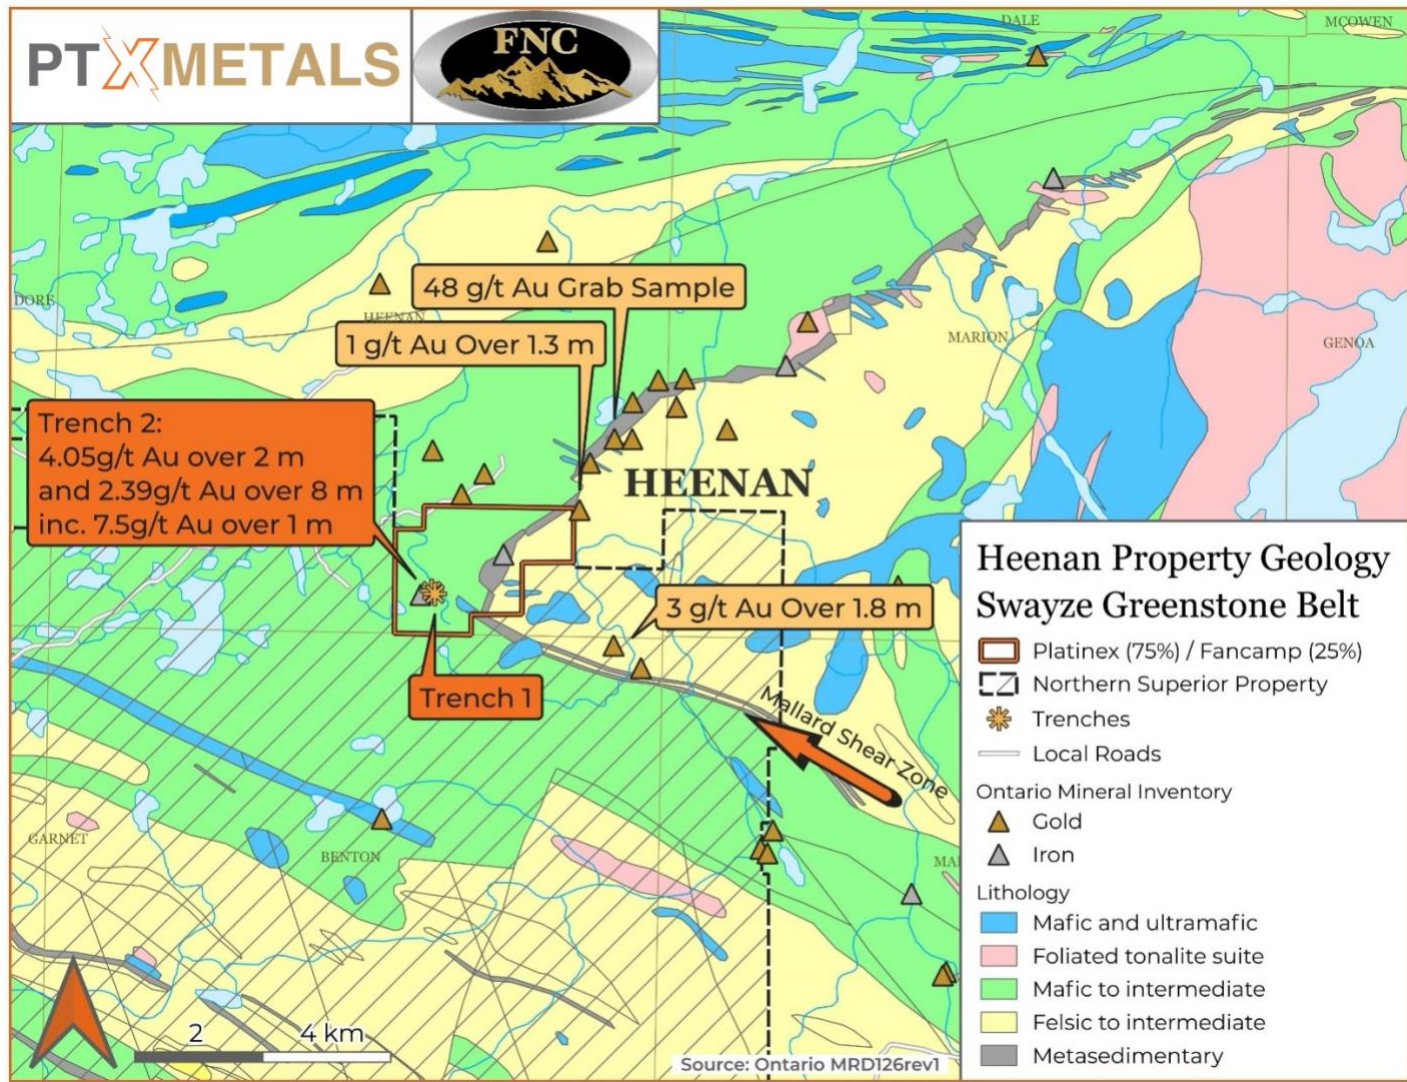 PTX METALS
FNC
DALE
MCOWEN
DORE
HEENAN
48 g/t Au Grab Sample
1 g/t Au Over 1.3 m
MARION
GENOA
Trench 2:
4.05g/t Au over 2 m
and 2.39g/t Au over 8 m
inc. 7.5g/t Au over 1 m
HEENAN
3 g/t Au Over 1.8 m
Trench 1
Mallard Shear Zone
GARNET
BENTON
2 4 km
Source: Ontario MRD126rev1
Heenan Property Geology
Swayze Greenstone Belt
Platinex (75%) / Fancamp (25%)
Northern Superior Property
Trenches
Local Roads
Ontario Mineral Inventory
Gold
Iron
Lithology
Mafic and ultramafic
Foliated tonalite suite
Mafic to intermediate
Felsic to intermediate
Metasedimentary